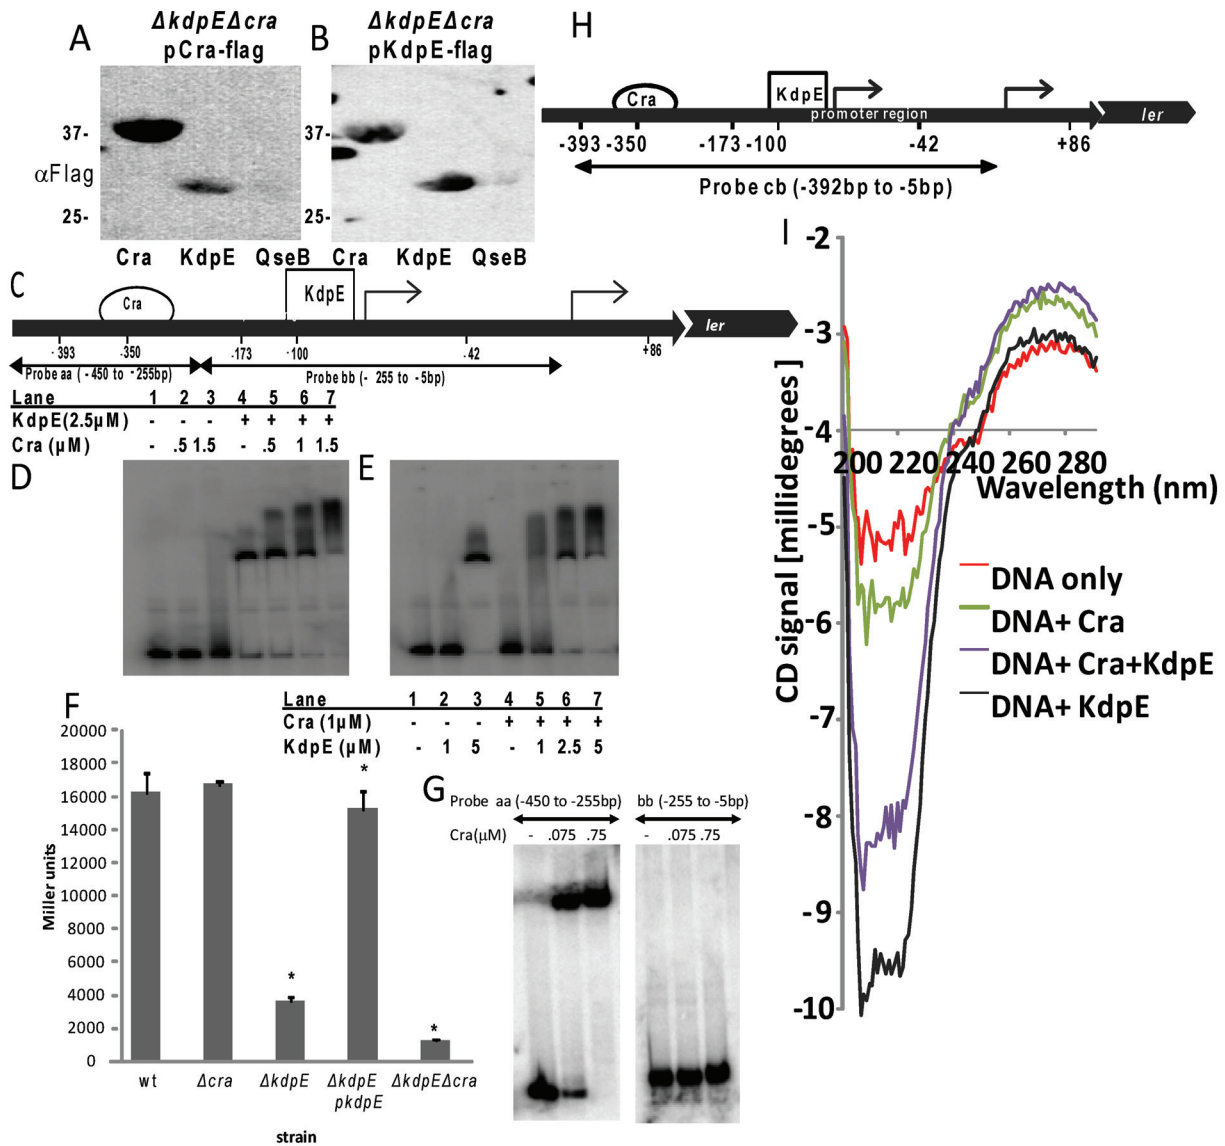 A
ΔkdpEΔcra
pCra-flag
37-
αFlag
25-
Cra KdpE QseB
B
ΔkdpEΔcra
pKdpE-flag
37-
25-
Cra KdpE QseB
C
Cra
KdpE
ler
-393 -350 -173 -100 -42 +86
Probe aa (-450 to -255bp)
Probe bb (- 255 to -5bp)
Lane 1 2 3 4 5 6 7
KdpE(2.5µM) - - - + + + +
Cra (µM) - .5 1.5 - .5 1 1.5
D
E
Lane 1 2 3 4 5 6 7
Cra (1µM) - - - + + + +
KdpE (µM) - 1 5 - 1 2.5 5
F
Miller units
20000
18000
16000
14000
12000
10000
8000
6000
4000
2000
0
* * *
wt Δcra ΔkdpE ΔkdpE pkdpE ΔkdpEΔcra
strain
G
Probe aa (-450 to -255bp) bb (-255 to -5bp)
Cra(µM) - .075 .75 - .075 .75
H
Cra
KdpE
promoter region
ler
-393 -350 -173 -100 -42 +86
Probe cb (-392bp to -5bp)
I
CD signal [millidegrees]
-2
-3
-4
-5
-6
-7
-8
-9
-10
200 220 240 260 280
Wavelength (nm)
DNA only
DNA+ Cra
DNA+ Cra+KdpE
DNA+ KdpE